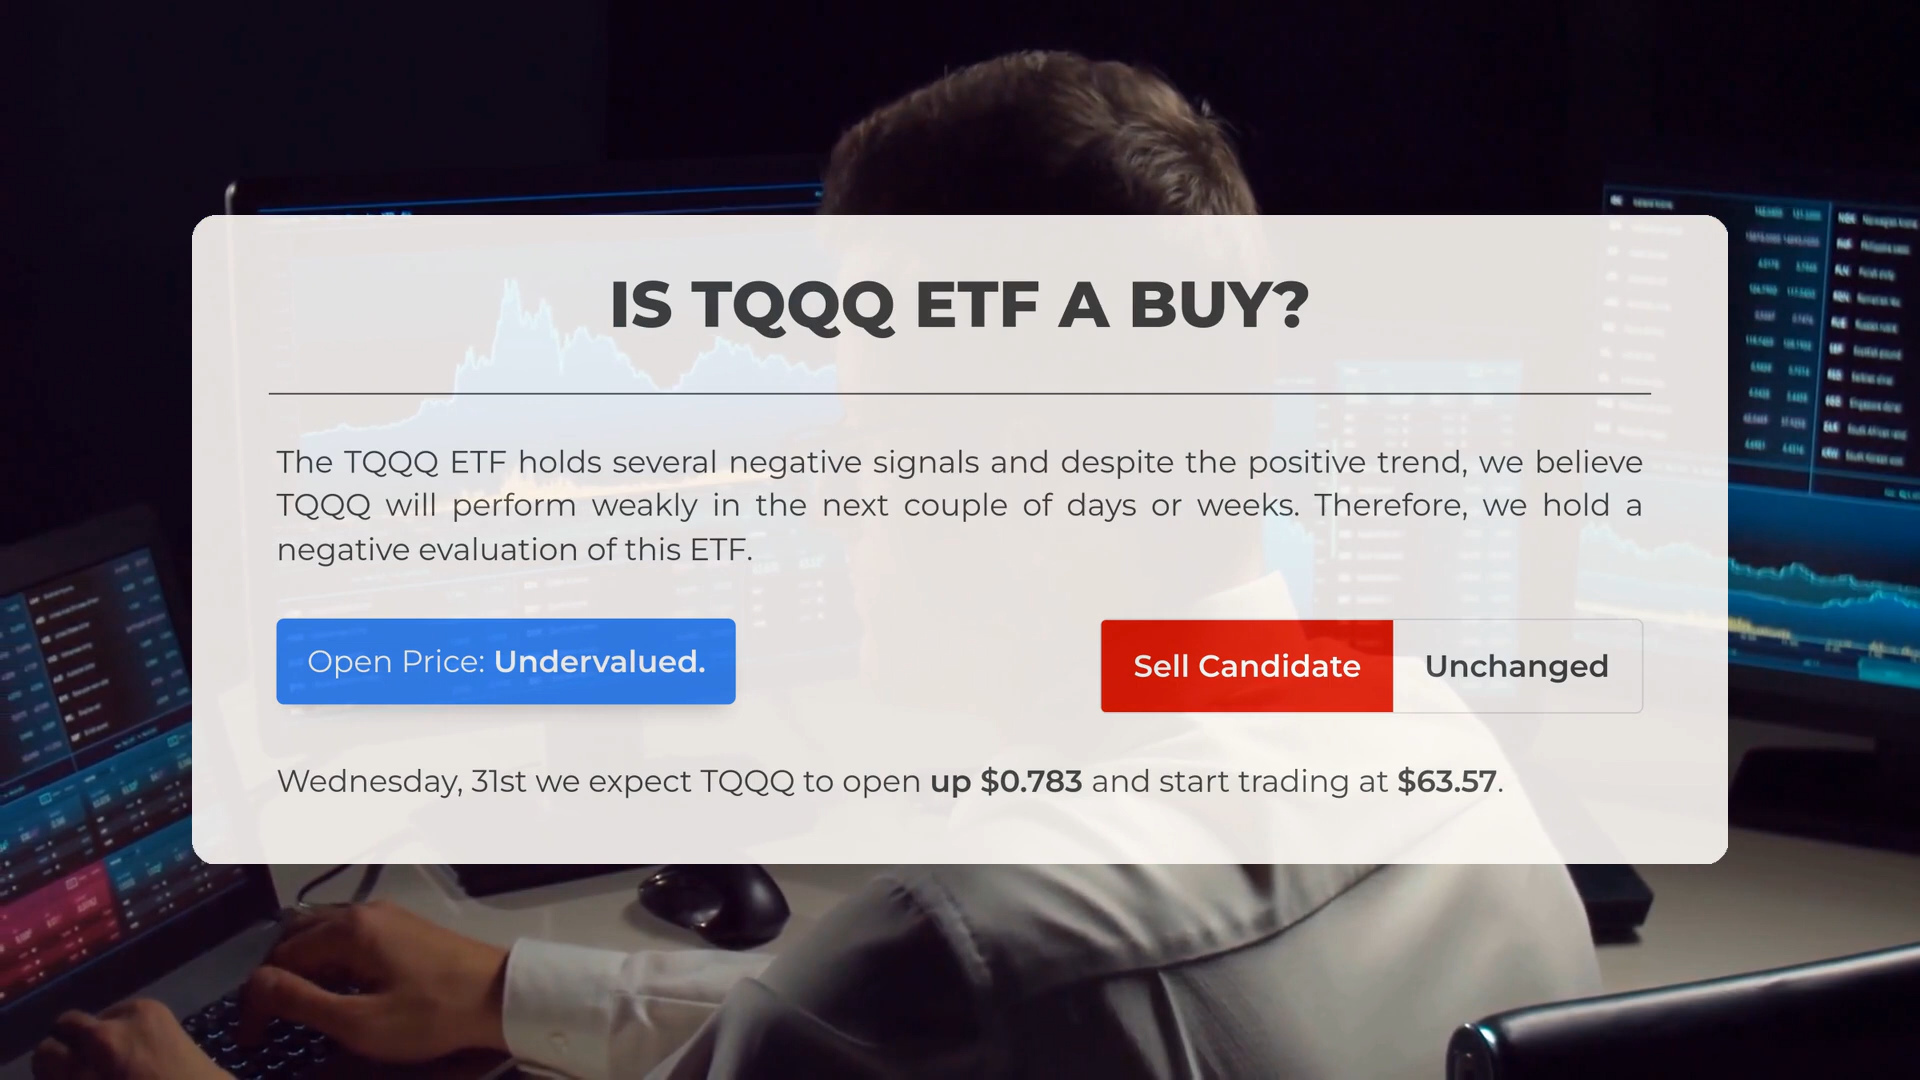 IS TQQQ ETF A BUY?
The TQQQ ETF holds several negative signals and despite the positive trend, we believe
TQQQ will perform weakly in the next couple of days or weeks. Therefore, we hold a
negative evaluation of this ETF.
Open Price: Undervalued.
Sell Candidate Unchanged
Wednesday, 31st we expect TQQQ to open up $0.783 and start trading at $63.57.